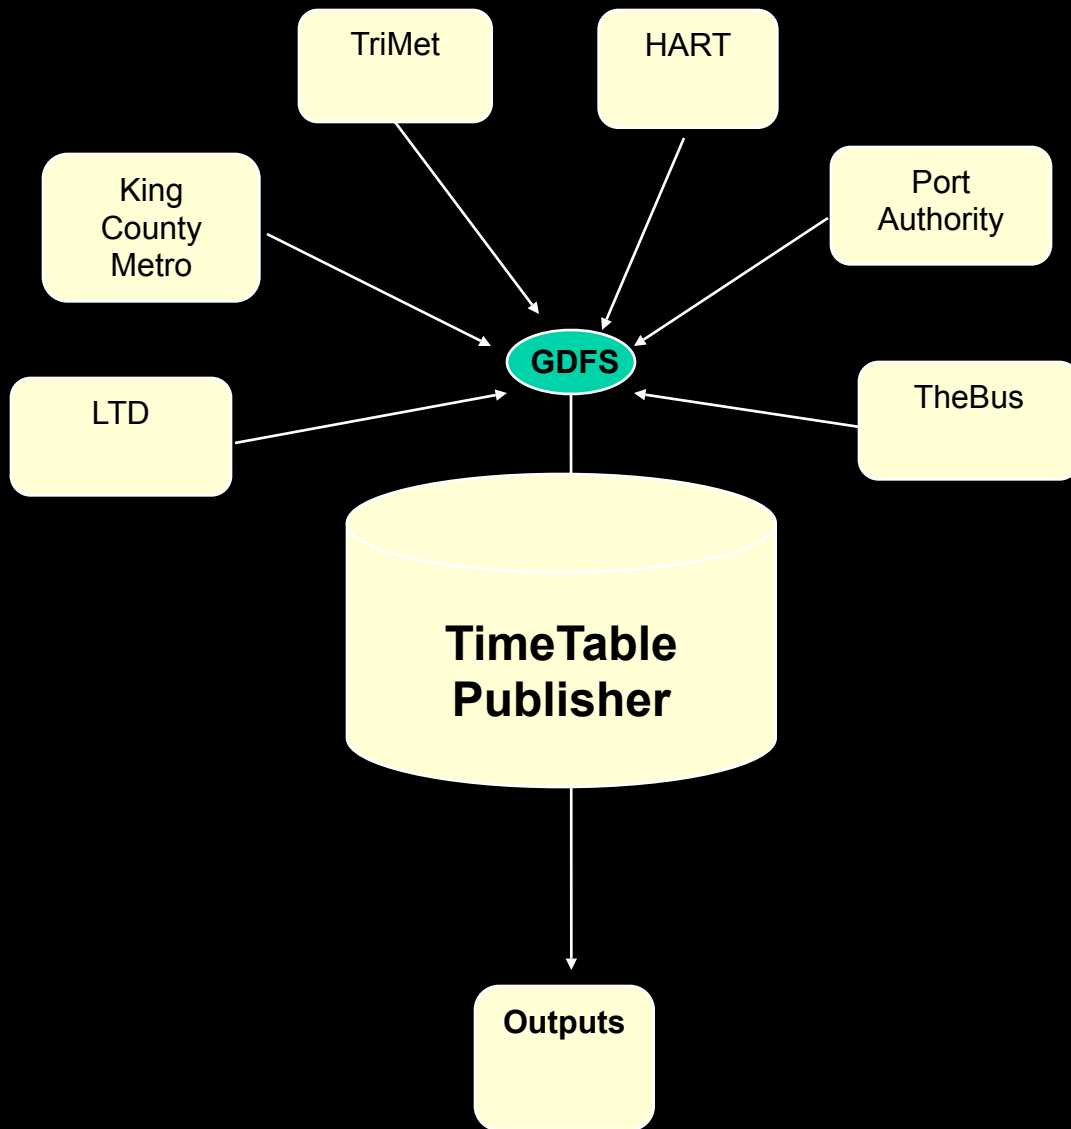 TriMet
HART
King
County
Metro
Port
Authority
GDFS
LTD
TheBus
TimeTable
Publisher
Outputs